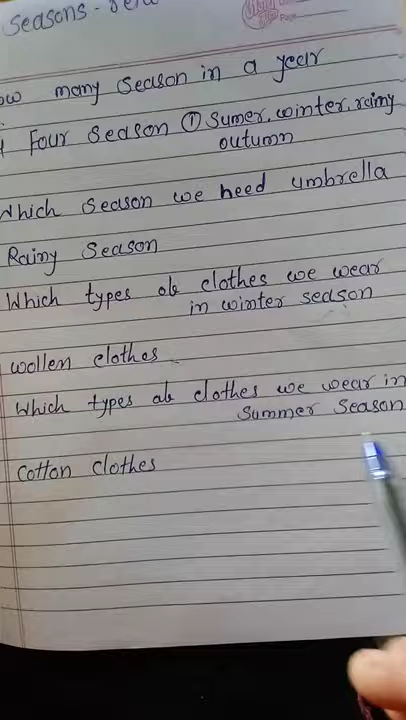 Seasons -
many Season in a year
Four Season ① Sumer, winter, rainy
outumn
Which season we need umbrella
Rainy Season
Which types ob clothes we wear
in winter season
wollen clothes
Which types ob clothes we wear in
Summer Season
Cotton clothes